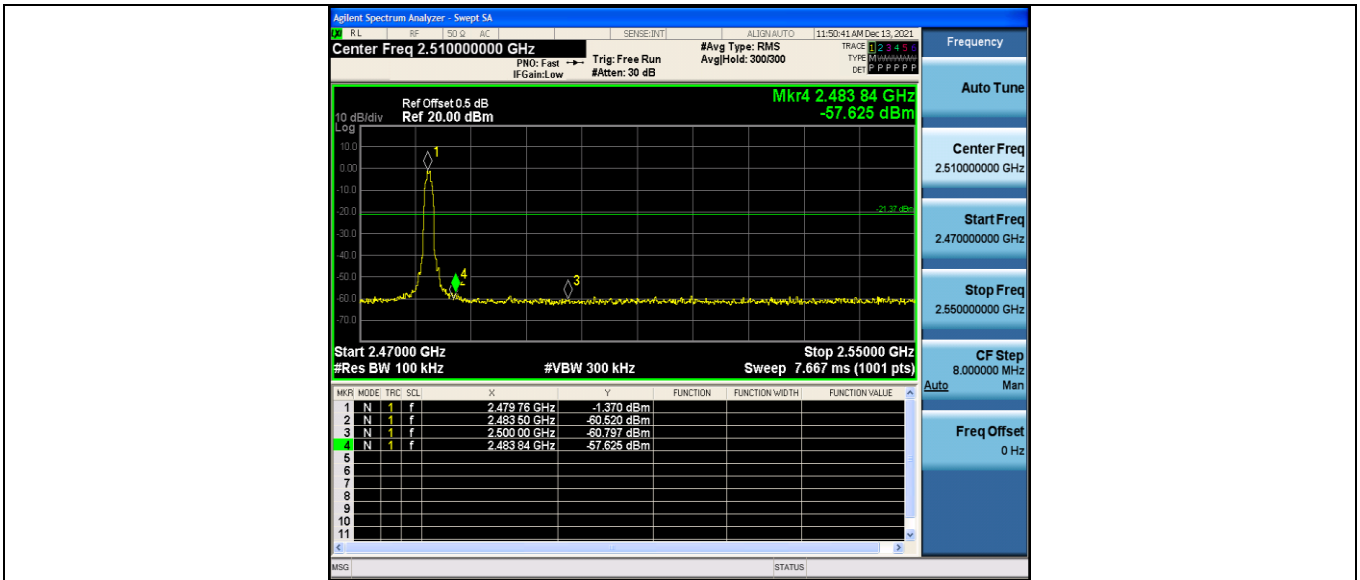 Agilent Spectrum Analyzer - Swept SA
RL RF 50 Ω AC SENSE:INT ALIGNAUTO 11:50:41 AM Dec 13, 2021
Center Freq 2.510000000 GHz
PNO: Fast
IFGain:Low
Trig: Free Run
#Atten: 30 dB
#Avg Type: RMS
Avg|Hold: 300/300
TRACE 1 2 3 4 5 6
TYPE M
DET P P P P P P
Mkr4 2.483 84 GHz
-57.625 dBm
Ref Offset 0.5 dB
10 dB/div Ref 20.00 dBm
Log
10.0
0.00
-10.0
-20.0
-30.0
-40.0
-50.0
-60.0
-70.0
1
-21.37 dBm
4
3
Start 2.47000 GHz Stop 2.55000 GHz
#Res BW 100 kHz #VBW 300 kHz Sweep 7.667 ms (1001 pts)
MKR MODE TRC SCL X Y FUNCTION FUNCTION WIDTH FUNCTION VALUE
1 N 1 f 2.479 76 GHz -1.370 dBm
2 N 1 f 2.483 50 GHz -60.520 dBm
3 N 1 f 2.500 00 GHz -60.797 dBm
4 N 1 f 2.483 84 GHz -57.625 dBm
5
6
7
8
9
10
11
MSG STATUS
Frequency
Auto Tune
Center Freq
2.510000000 GHz
Start Freq
2.470000000 GHz
Stop Freq
2.550000000 GHz
CF Step
8.000000 MHz
Auto Man
Freq Offset
0 Hz